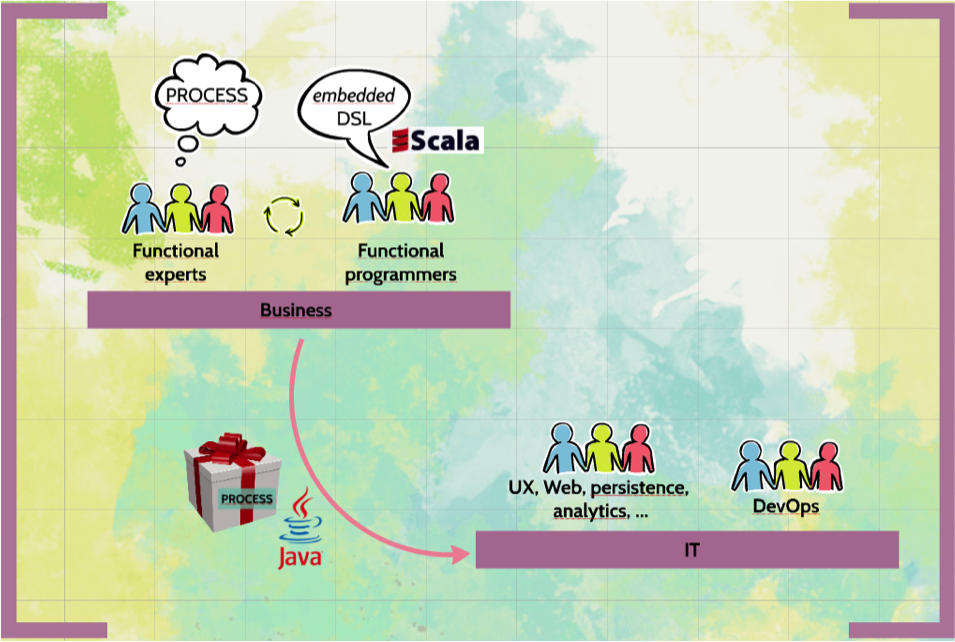 PROCESS
embedded
DSL
Scala
Functional
experts
Functional
programmers
Business
PROCESS
Java
UX, Web, persistence,
analytics, ...
DevOps
IT